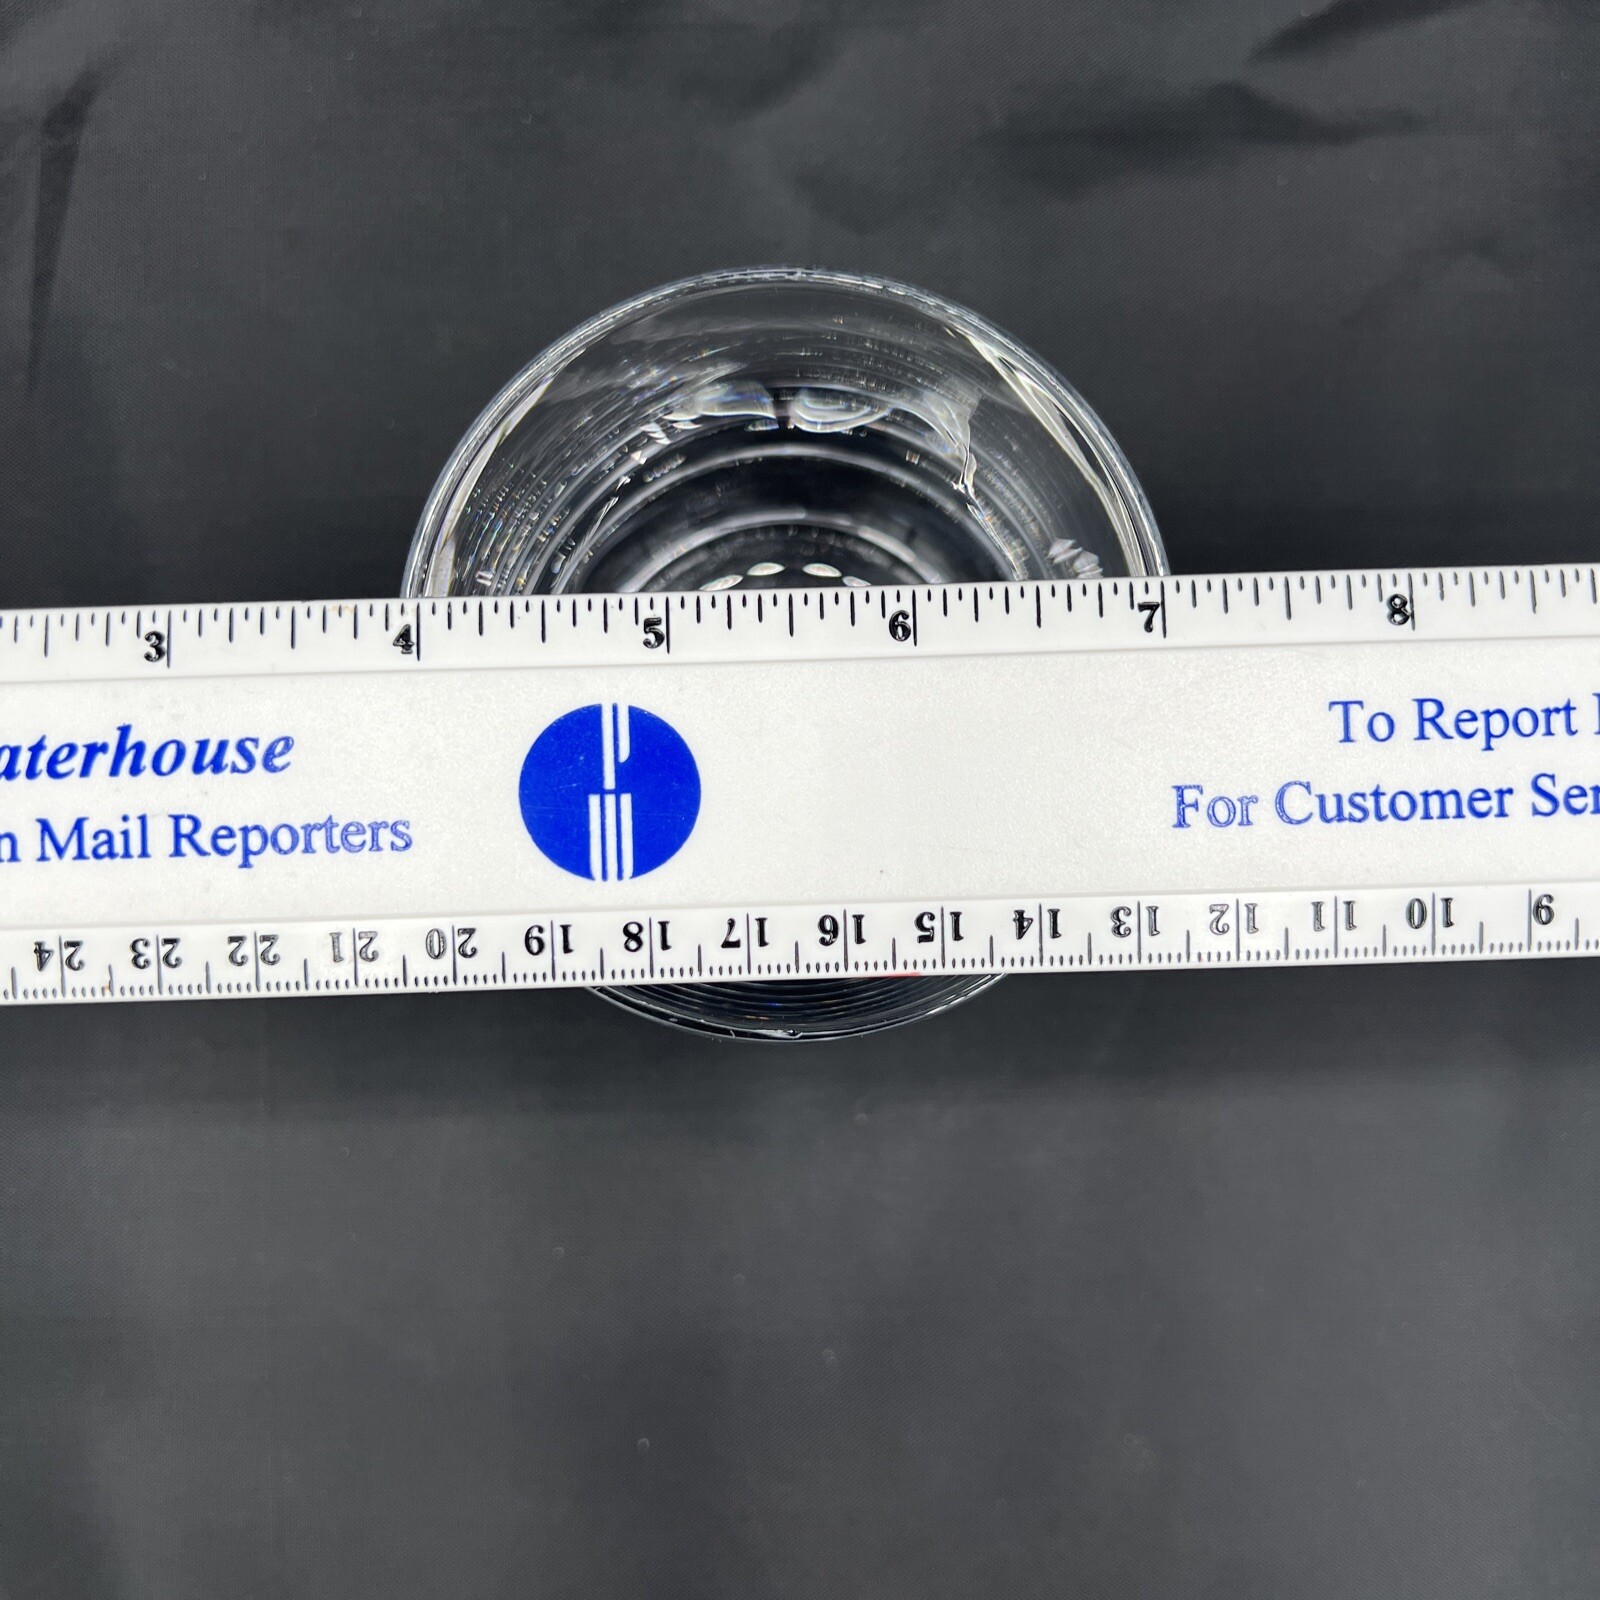 3 4 5 6 7 8
aterhouse
n Mail Reporters
To Report
For Customer Ser
24 23 22 21 20 19 18 17 16 15 14 13 12 11 10 9